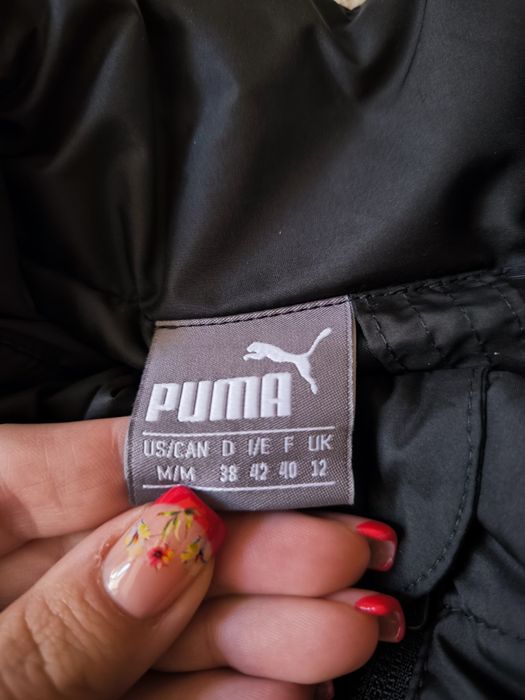 PUMA
US/CAN D I/E F UK
M/M 38 42 40 12